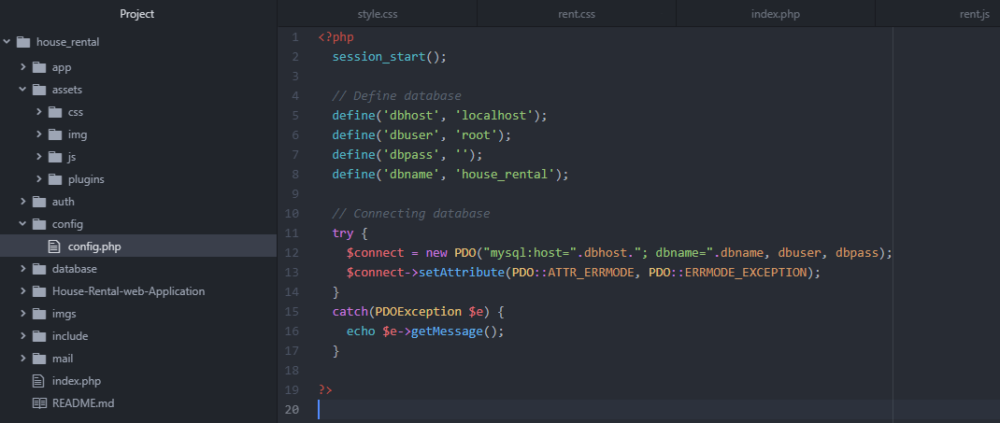 Project
house_rental
app
assets
css
img
js
plugins
auth
config
config.php
database
House-Rental-web-Application
imgs
include
mail
index.php
README.md
style.css
rent.css
index.php
rent.js
1 <?php
2   session_start();
3
4   // Define database
5   define('dbhost', 'localhost');
6   define('dbuser', 'root');
7   define('dbpass', '');
8   define('dbname', 'house_rental');
9
10   // Connecting database
11   try {
12     $connect = new PDO("mysql:host=".dbhost."; dbname=".dbname, dbuser, dbpass);
13     $connect->setAttribute(PDO::ATTR_ERRMODE, PDO::ERRMODE_EXCEPTION);
14   }
15   catch(PDOException $e) {
16     echo $e->getMessage();
17   }
18
19 ?>
20